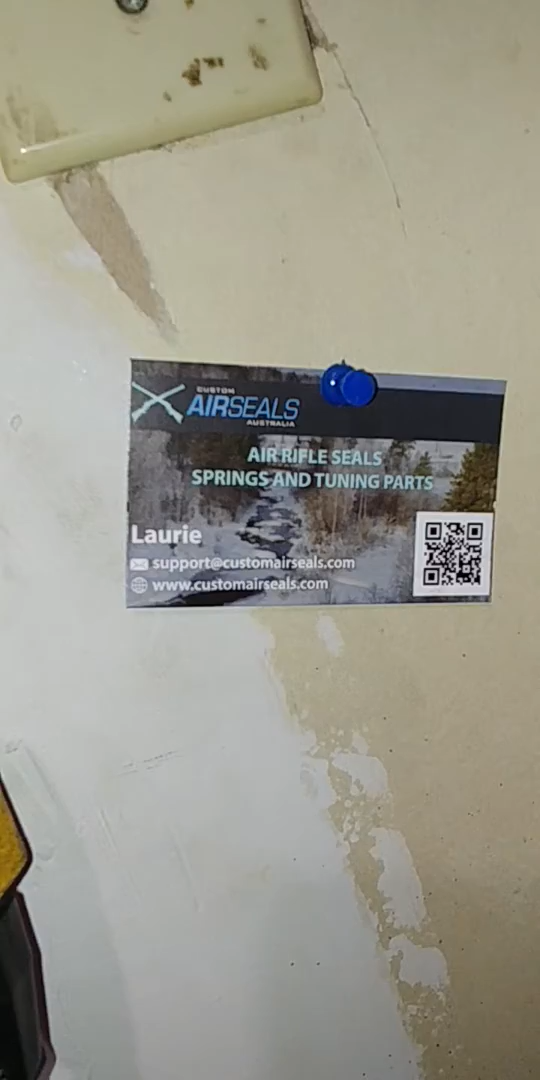 CUSTOM
AIRSEALS
AUSTRALIA
AIR RIFLE SEALS
SPRINGS AND TUNING PARTS
Laurie
support@customairseals.com
www.customairseals.com